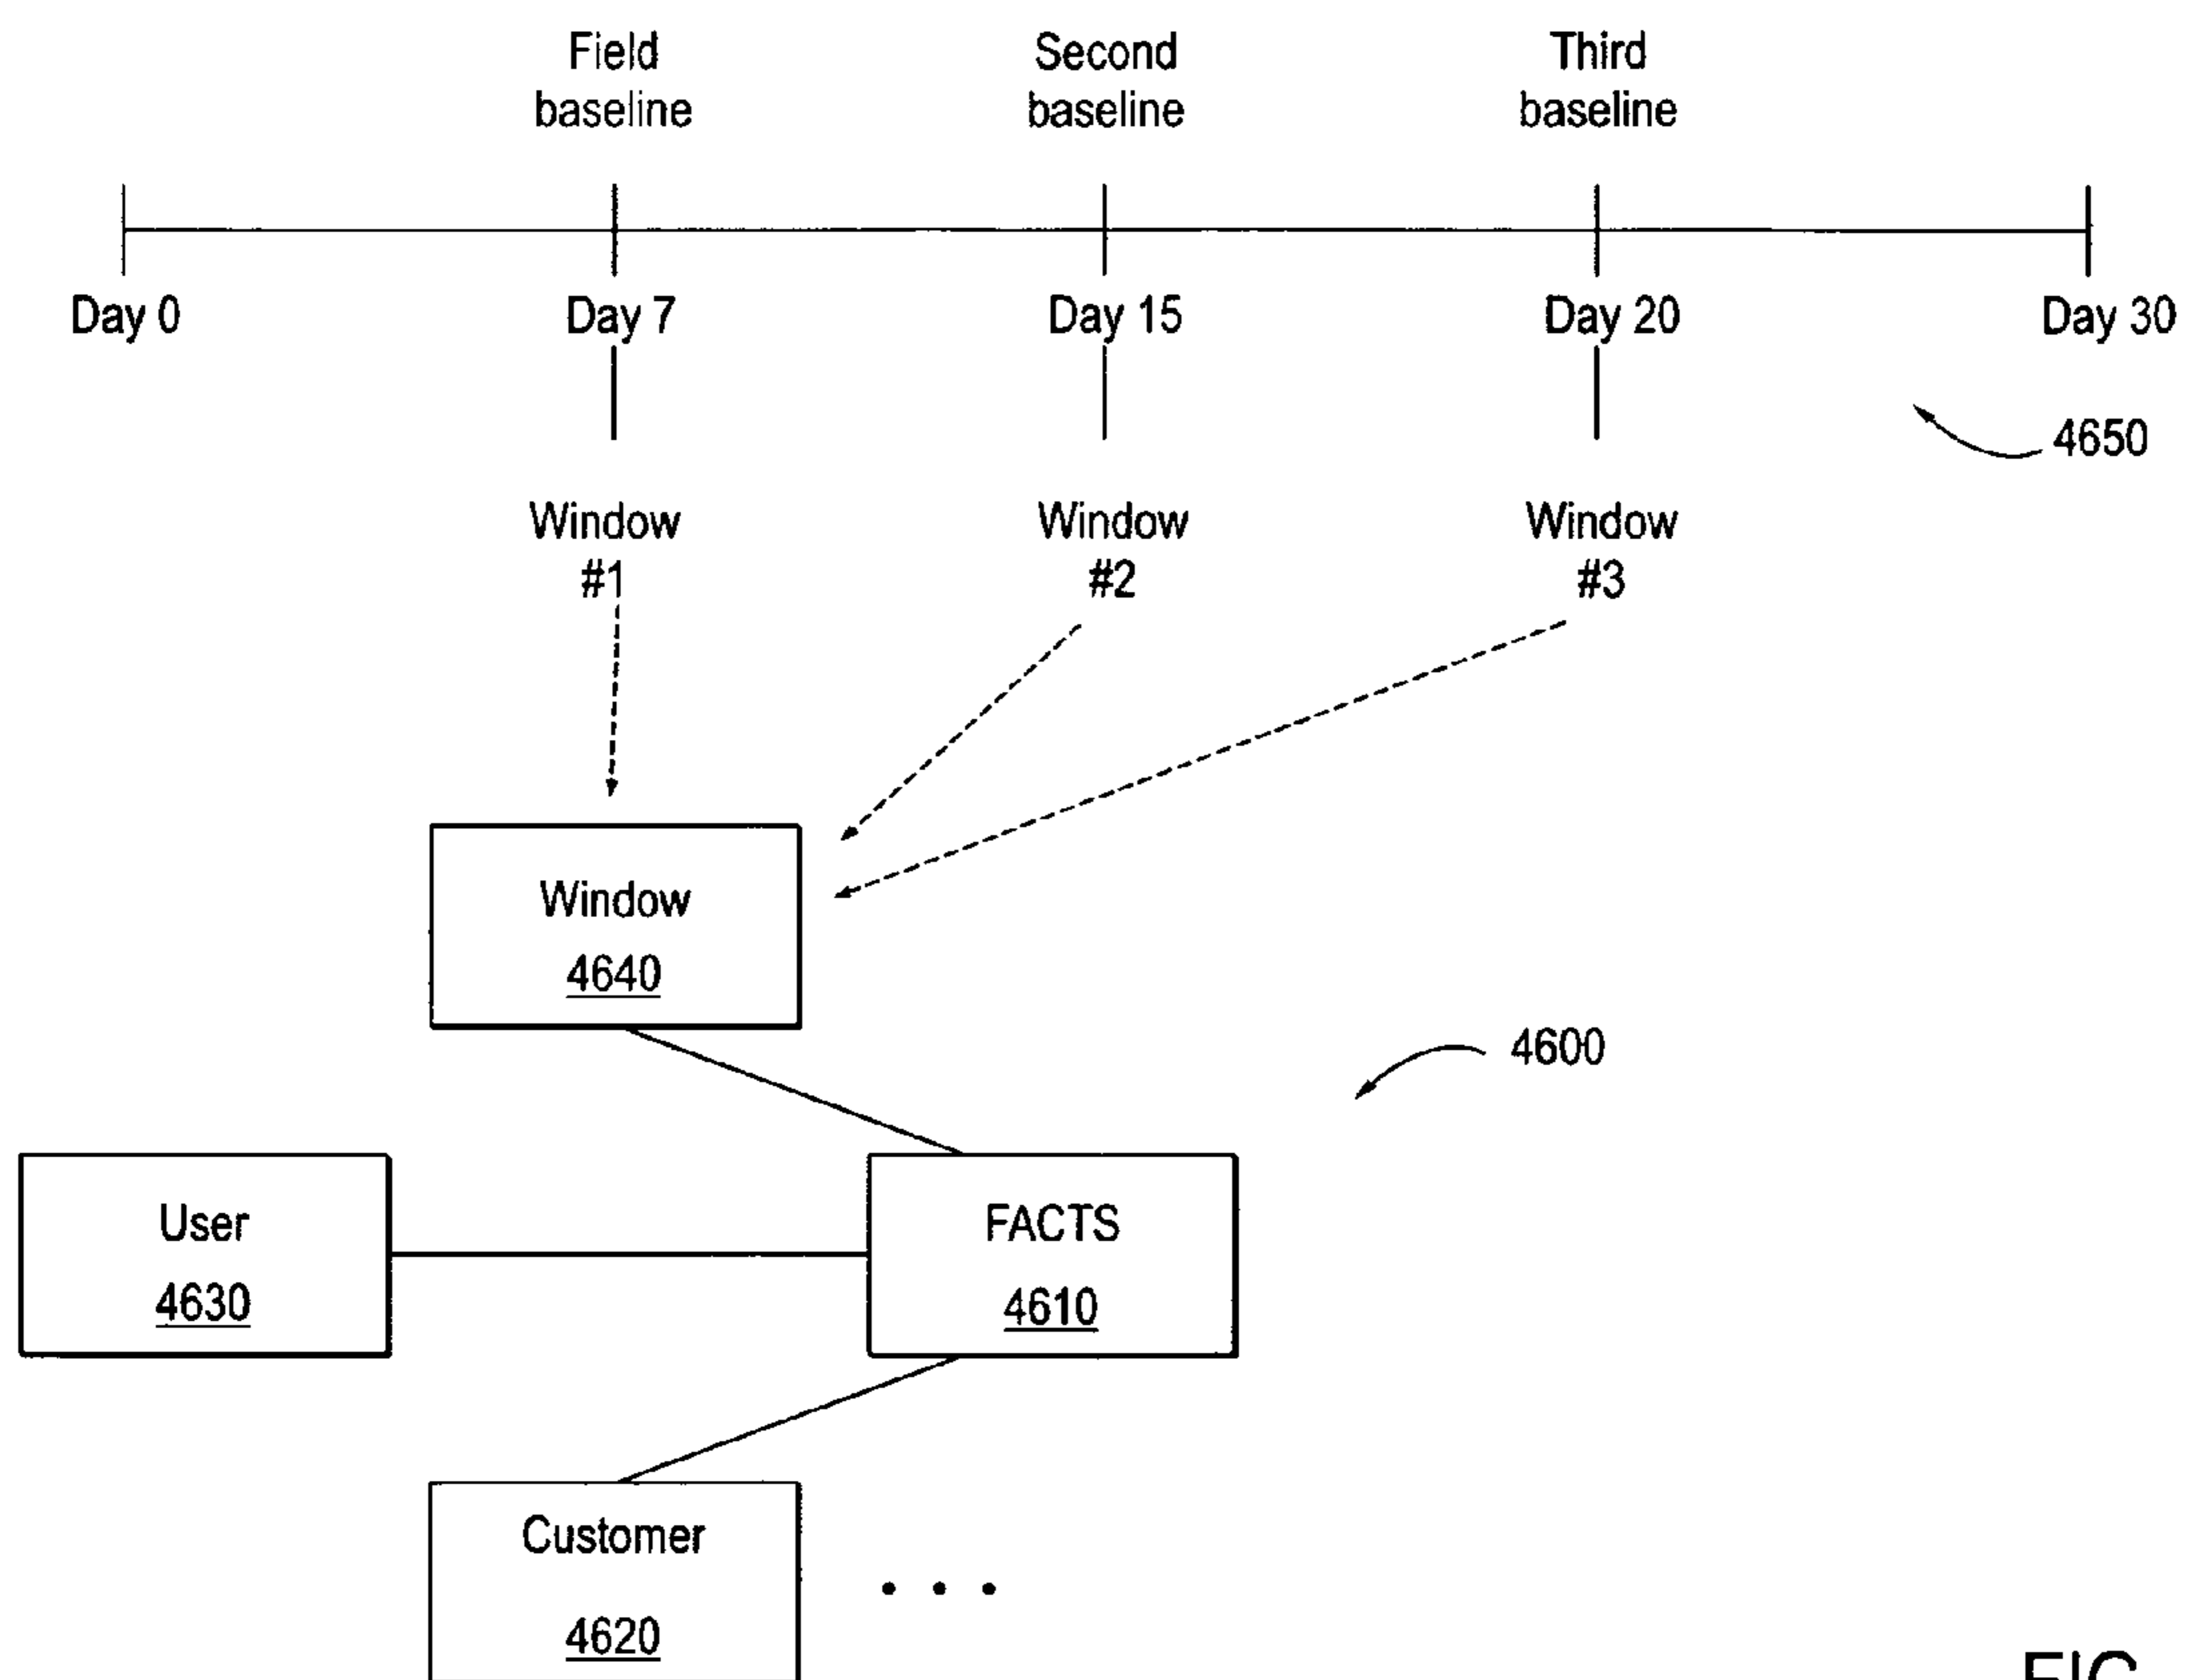 Field
baseline
Second
baseline
Third
baseline
Day 0
Day 7
Day 15
Day 20
Day 30
4650
Window
#1
Window
#2
Window
#3
Window
4640
4600
User
4630
FACTS
4610
Customer
4620
. . .
FIG